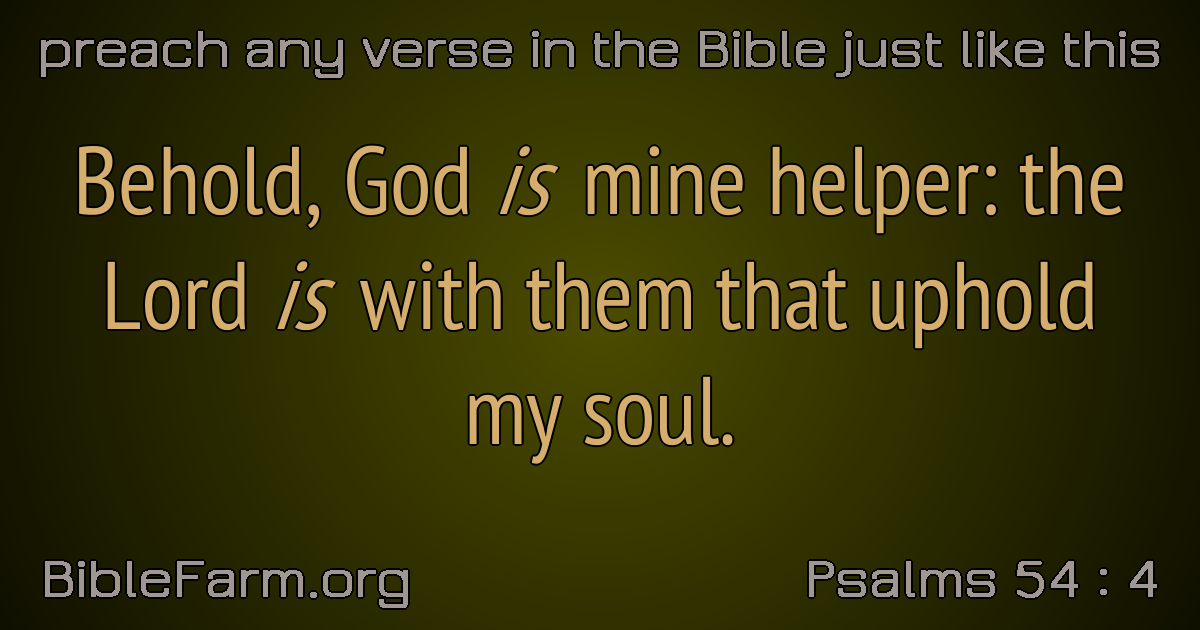 preach any verse in the Bible just like this
Behold, God is mine helper: the
Lord is with them that uphold
my soul.
BibleFarm.org
Psalms 54 : 4